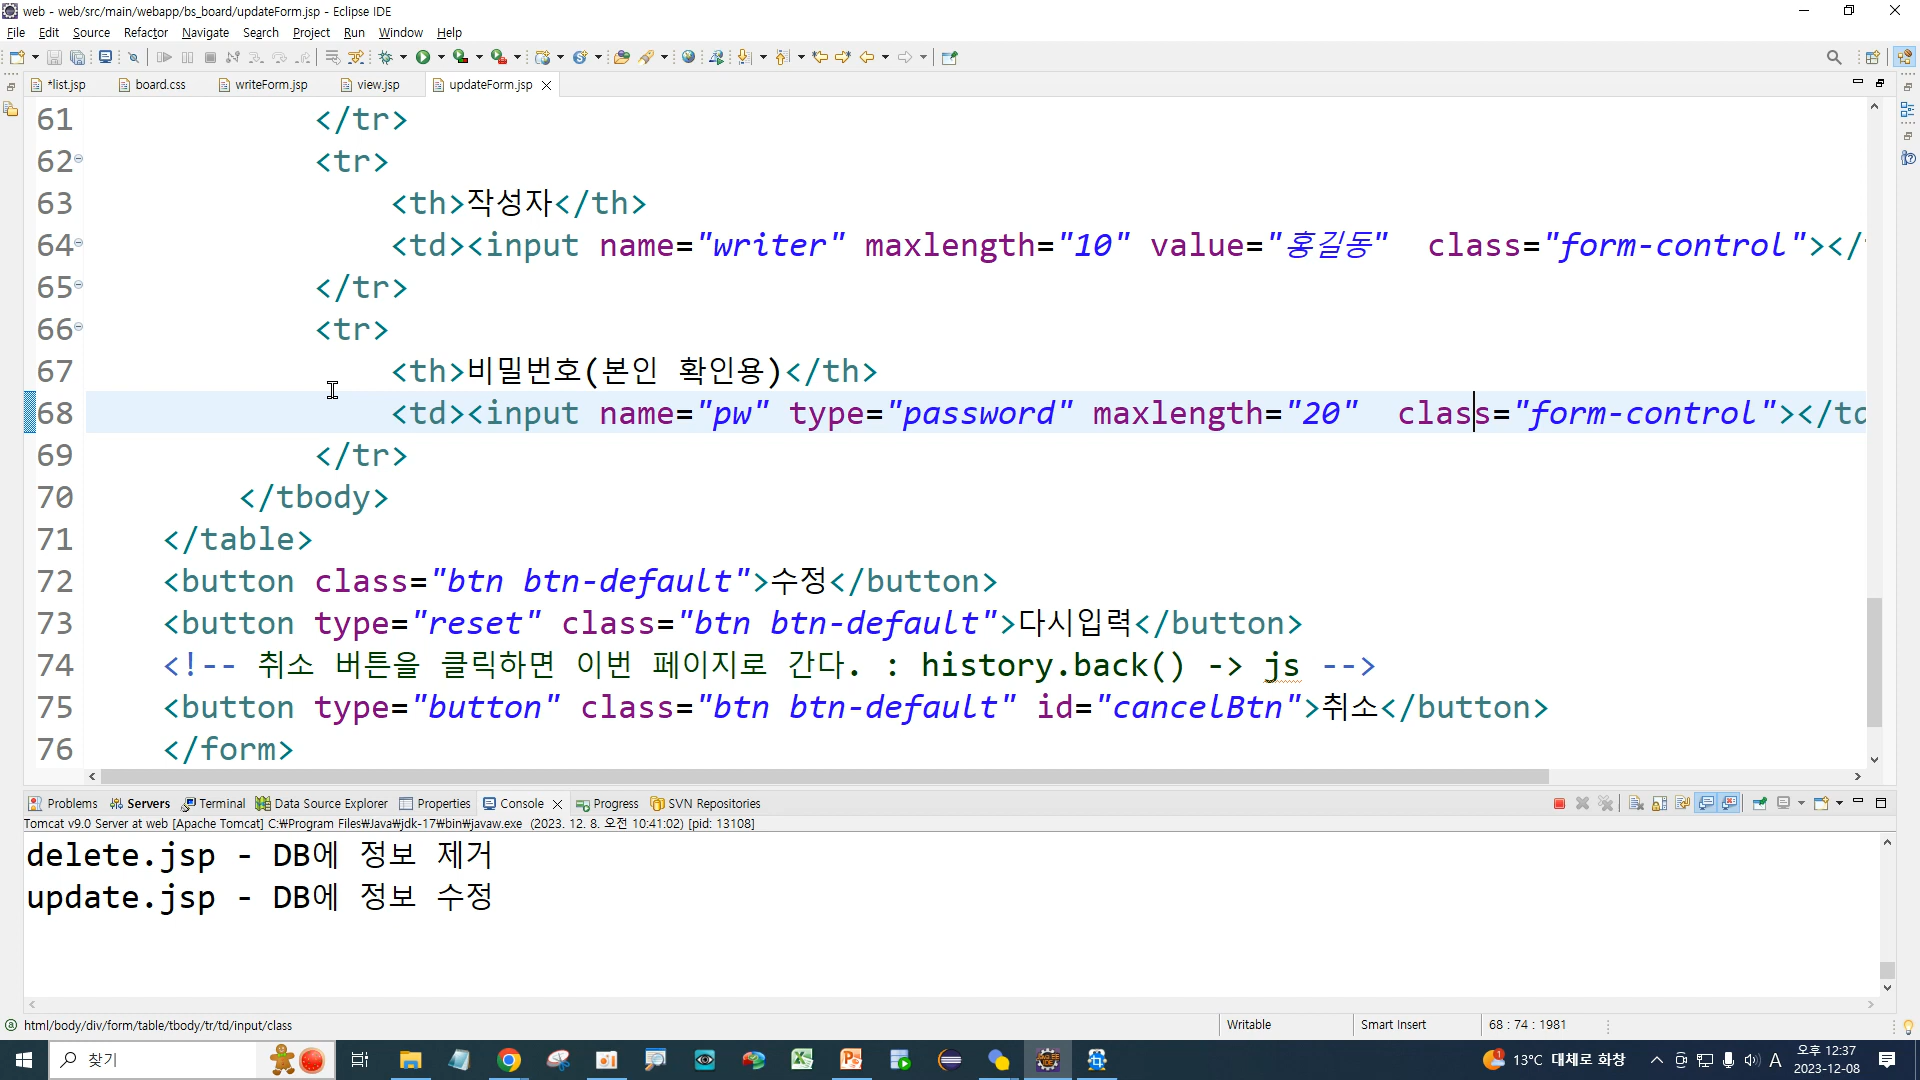 web - web/src/main/webapp/bs_board/updateForm.jsp - Eclipse IDE
File Edit Source Refactor Navigate Search Project Run Window Help
*list.jsp board.css writeForm.jsp view.jsp updateForm.jsp
61 </tr>
62 <tr>
63 <th>작성자</th>
64 <td><input name="writer" maxlength="10" value="홍길동"  class="form-control"></
65 </tr>
66 <tr>
67 <th>비밀번호(본인 확인용)</th>
68 <td><input name="pw" type="password" maxlength="20"  class="form-control"></td
69 </tr>
70 </tbody>
71 </table>
72 <button class="btn btn-default">수정</button>
73 <button type="reset" class="btn btn-default">다시입력</button>
74 <!-- 취소 버튼을 클릭하면 이번 페이지로 간다. : history.back() -> js -->
75 <button type="button" class="btn btn-default" id="cancelBtn">취소</button>
76 </form>
Problems Servers Terminal Data Source Explorer Properties Console Progress SVN Repositories
Tomcat v9.0 Server at web [Apache Tomcat] C:₩Program Files₩Java₩jdk-17₩bin₩javaw.exe (2023. 12. 8. 오전 10:41:02) [pid: 13108]
delete.jsp - DB에 정보 제거
update.jsp - DB에 정보 수정
html/body/div/form/table/tbody/tr/td/input/class Writable Smart Insert 68 : 74 : 1981
찾기 13°C 대체로 화창 A 오후 12:37
2023-12-08